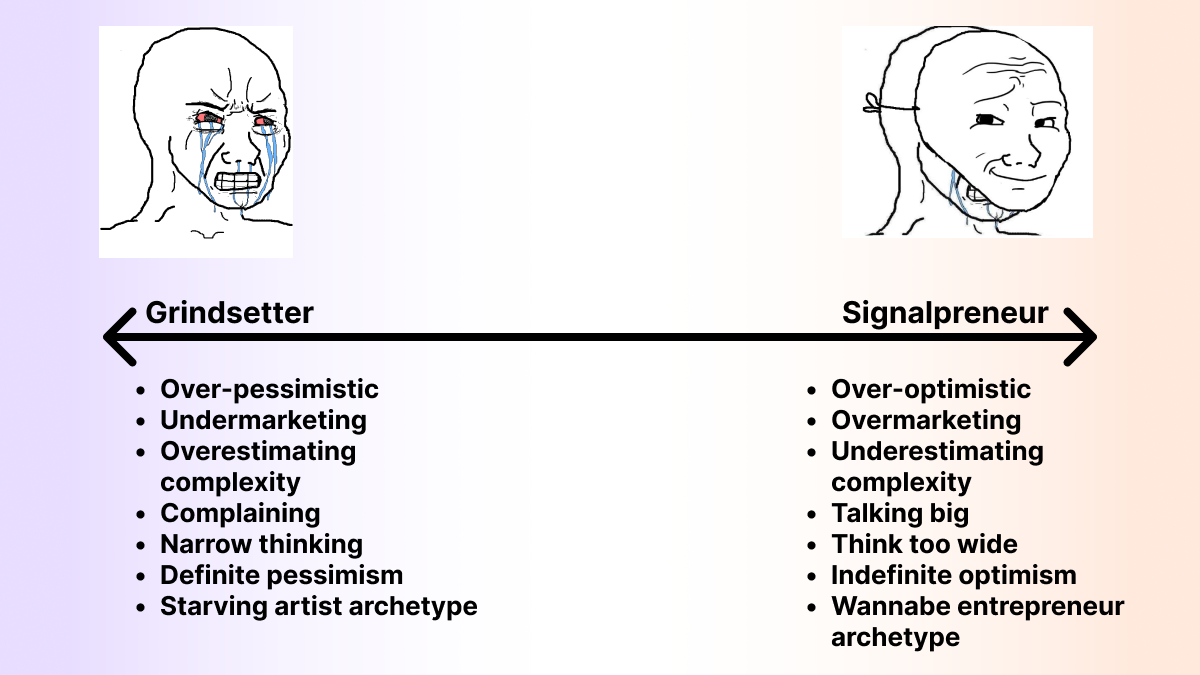 Grindsetter
Signalpreneur
• Over-pessimistic
• Undermarketing
• Overestimating
complexity
• Complaining
• Narrow thinking
• Definite pessimism
• Starving artist archetype
• Over-optimistic
• Overmarketing
• Underestimating
complexity
• Talking big
• Think too wide
• Indefinite optimism
• Wannabe entrepreneur
archetype